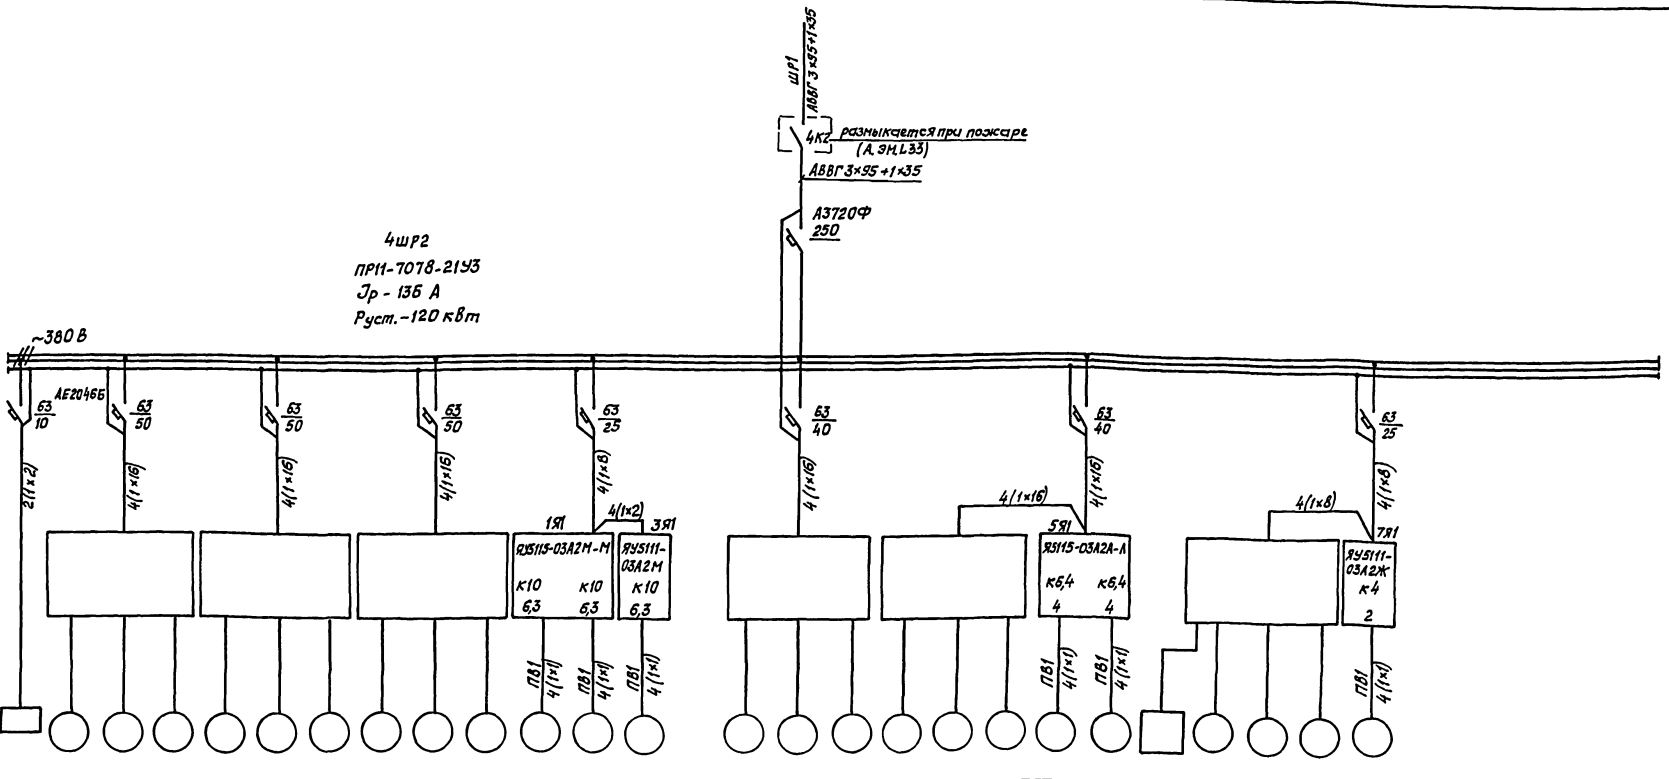 ШР1
АВВГ 3×95+1×35
4К2
размыкается при пожаре
(А.ЭМ.L33)
АВВГ 3×95+1×35
А3720Ф
250
4ШР2
ПР11-7078-21У3
Jр - 136 А
Руст.-120 кВт
~380 В
АЕ2046Б
63
10
63
50
63
50
63
50
63
25
63
40
63
40
63
25
2(1×2)
4(1×16)
4(1×16)
4(1×16)
4(1×8)
4(1×16)
4(1×16)
4(1×8)
4(1×2)
4(1×16)
4(1×8)
1Я1
3Я1
5Я1
7Я1
ЯУ5115-03А2М-М
К10 К10
6,3 6,3
ЯУ5111-
03А2М
К10
6,3
Я5115-03А2А-Л
К6,4 К6,4
4 4
ЯУ5111-
03А2Ж
К4
2
ПВ1
4(1×1)
ПВ1
4(1×1)
ПВ1
4(1×1)
ПВ1
4(1×1)
ПВ1
4(1×1)
ПВ1
4(1×1)